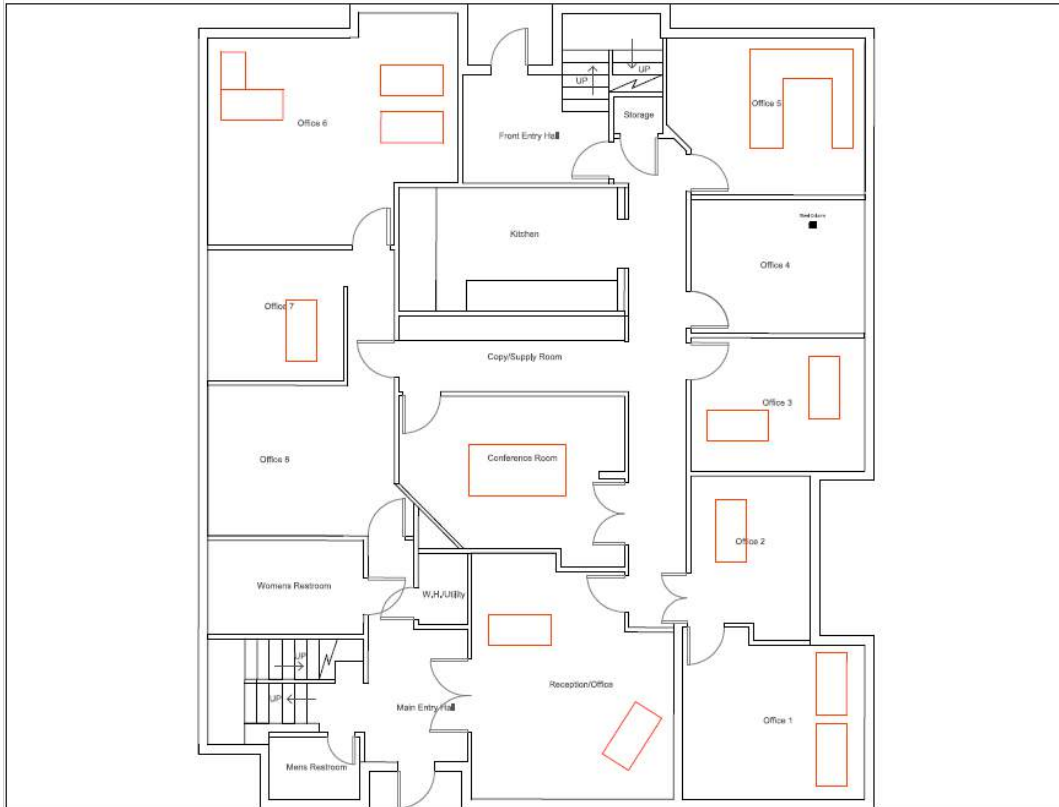 UP
UP
Office 5
Office 6
Storage
Front Entry Hall
Kitchen
Office 4
Office 7
Copy/Supply Room
Office 3
Conference Room
Office 8
Office 2
Womens Restroom
W.H./Utility
UP
Reception/Office
UP
Main Entry Hall
Office 1
Mens Restroom